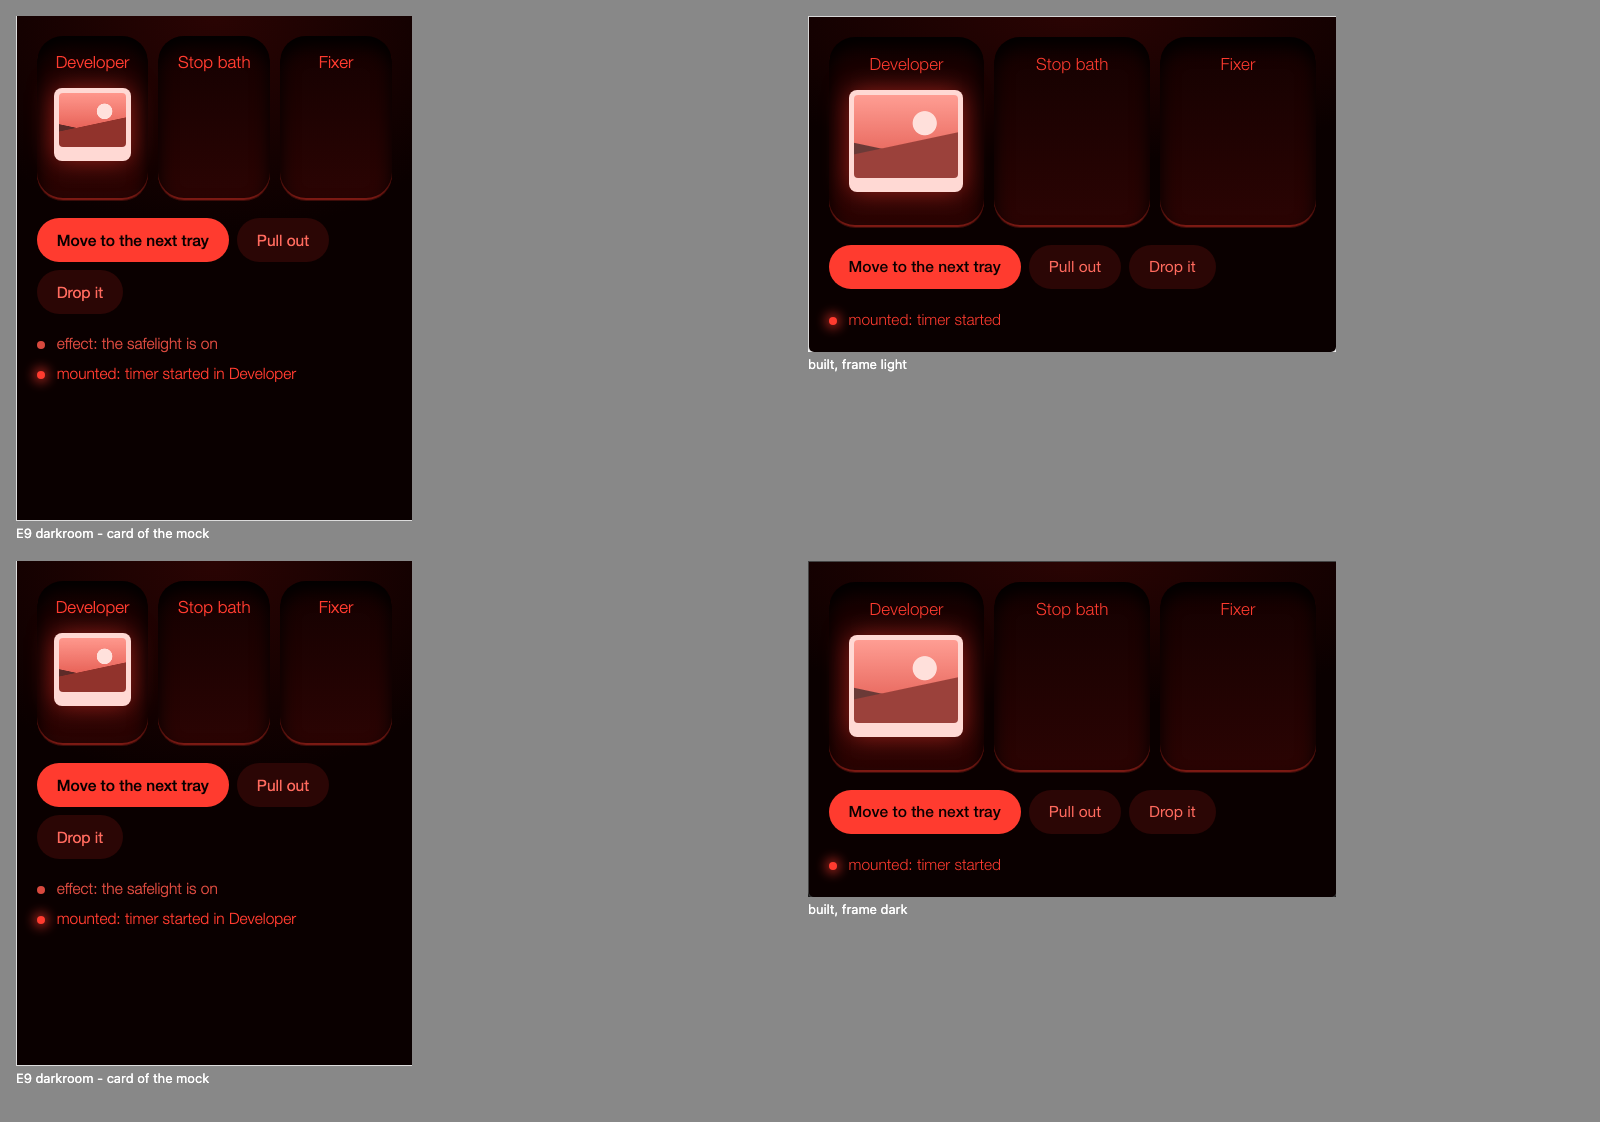 Developer
Stop bath
Fixer
Move to the next tray
Pull out
Drop it
effect: the safelight is on
mounted: timer started in Developer
E9 darkroom - card of the mock
Developer
Stop bath
Fixer
Move to the next tray
Pull out
Drop it
mounted: timer started
built, frame light
Developer
Stop bath
Fixer
Move to the next tray
Pull out
Drop it
effect: the safelight is on
mounted: timer started in Developer
E9 darkroom - card of the mock
Developer
Stop bath
Fixer
Move to the next tray
Pull out
Drop it
mounted: timer started
built, frame dark